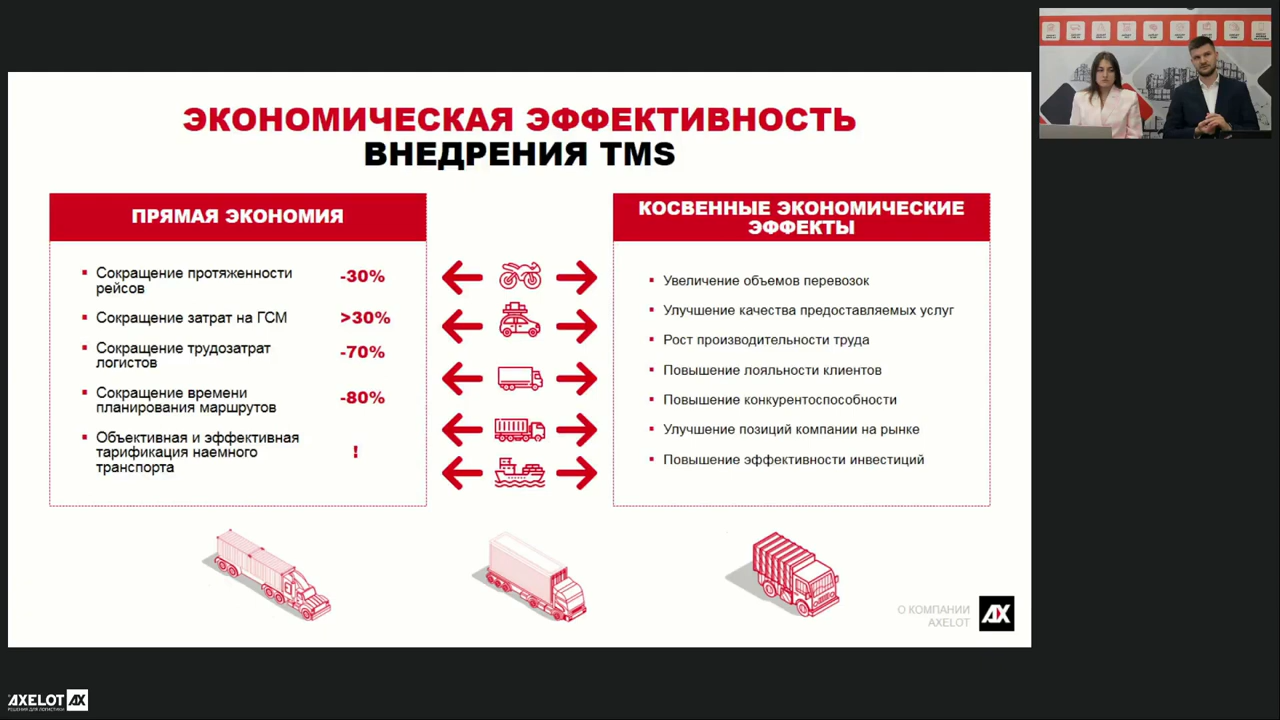 ЭКОНОМИЧЕСКАЯ ЭФФЕКТИВНОСТЬ
ВНЕДРЕНИЯ TMS
ПРЯМАЯ ЭКОНОМИЯ
Сокращение протяженности
рейсов
-30%
Сокращение затрат на ГСМ
>30%
Сокращение трудозатрат
логистов
-70%
Сокращение времени
планирования маршрутов
-80%
Объективная и эффективная
тарификация наемного
транспорта
!
КОСВЕННЫЕ ЭКОНОМИЧЕСКИЕ
ЭФФЕКТЫ
Увеличение объемов перевозок
Улучшение качества предоставляемых услуг
Рост производительности труда
Повышение лояльности клиентов
Повышение конкурентоспособности
Улучшение позиций компании на рынке
Повышение эффективности инвестиций
О КОМПАНИИ
AXELOT
AX
AXELOT AX
РЕШЕНИЯ ДЛЯ ЛОГИСТИКИ